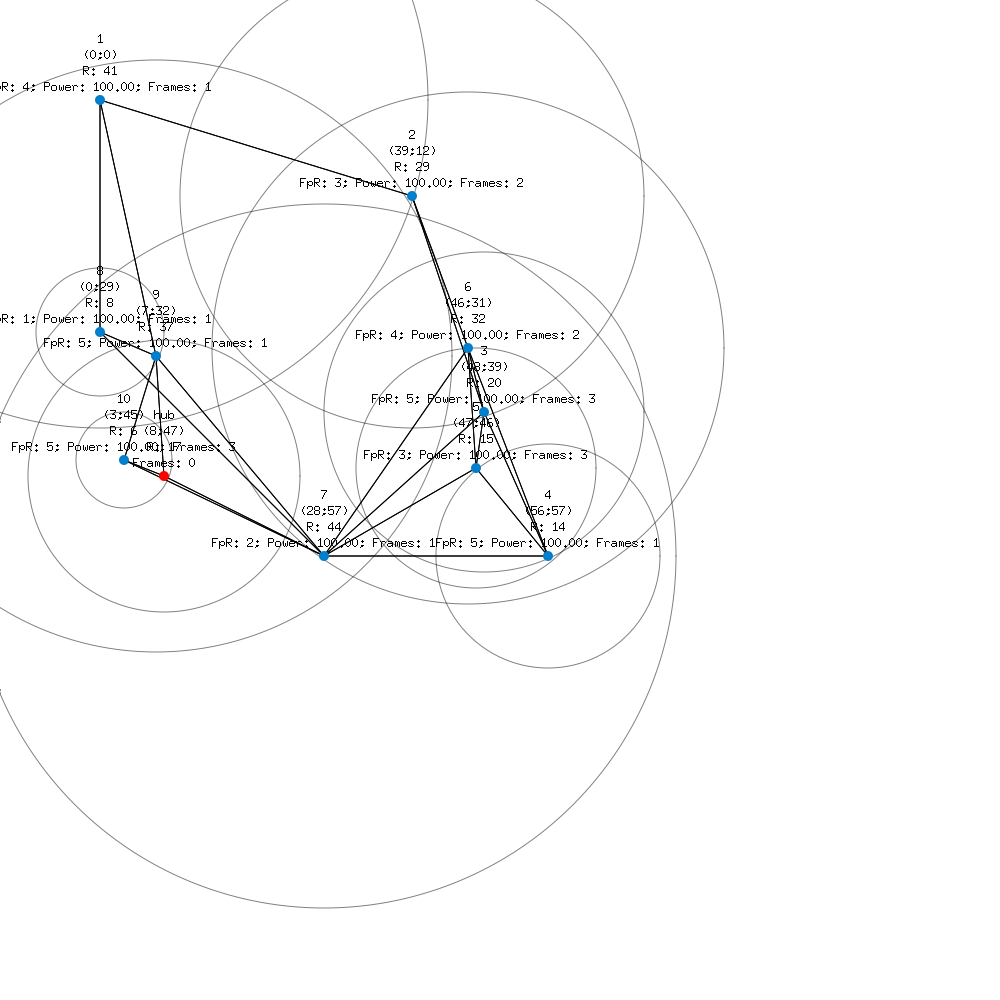 1
(0;0)
R: 41
pR: 4; Power: 100.00; Frames: 1
2
(39;12)
R: 29
FpR: 3; Power: 100.00; Frames: 2
8
(0;29)
R: 8
pR: 1; Power: 100.00; Frames: 1
9
(7;32)
R: 37
FpR: 5; Power: 100.00; Frames: 1
6
(46;31)
R: 32
FpR: 4; Power: 100.00; Frames: 2
3
(48;39)
R: 20
FpR: 5; Power: 100.00; Frames: 3
5
(47;46)
R: 15
FpR: 3; Power: 100.00; Frames: 3
10
(3;45)
R: 6
FpR: 5; Power: 100.00; Frames: 3
hub
(8;47)
R: 17
Frames: 0
7
(28;57)
R: 44
FpR: 2; Power: 100.00; Frames: 1
4
(56;57)
R: 14
FpR: 5; Power: 100.00; Frames: 1